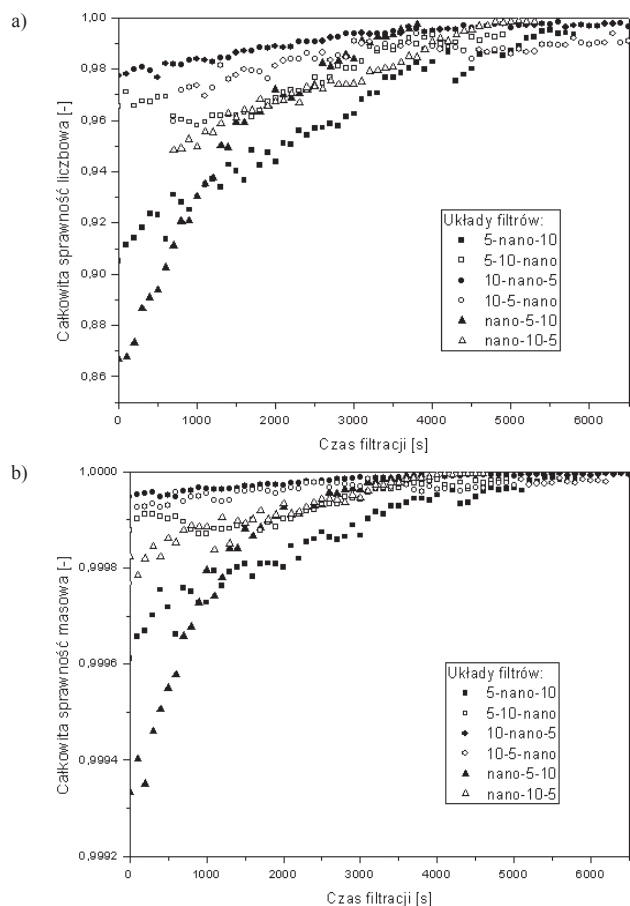 a)
Całkowita sprawność liczbowa [-]
1,00
0,98
0,96
0,94
0,92
0,90
0,88
0,86
Układy filtrów:
5-nano-10
5-10-nano
10-nano-5
10-5-nano
nano-5-10
nano-10-5
0 1000 2000 3000 4000 5000 6000
Czas filtracji [s]
b)
Całkowita sprawność masowa [-]
1,0000
0,9998
0,9996
0,9994
0,9992
Układy filtrów:
5-nano-10
5-10-nano
10-nano-5
10-5-nano
nano-5-10
nano-10-5
0 1000 2000 3000 4000 5000 6000
Czas filtracji [s]